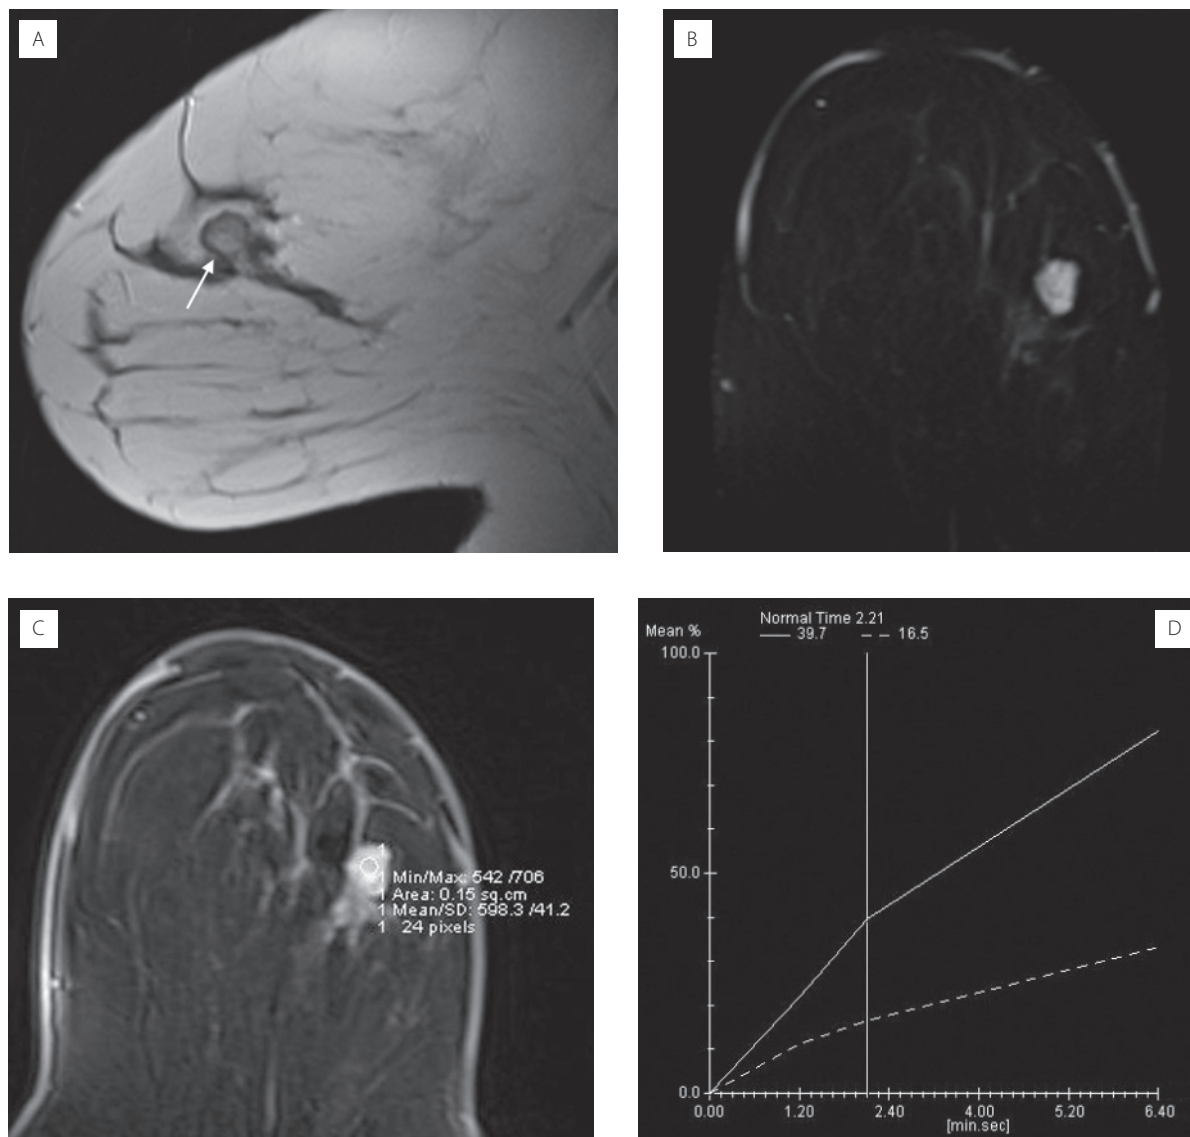 A
B
C
1
1 Min/Max: 542 /706
1 Area: 0.15 sq.cm
1 Mean/SD: 598.3 /41.2
1 24 pixels
D
Normal Time 2.21
Mean %
39.7
16.5
100.0
50.0
0.0
0.00 1.20 2.40 4.00 5.20 6.40
[min.sec]